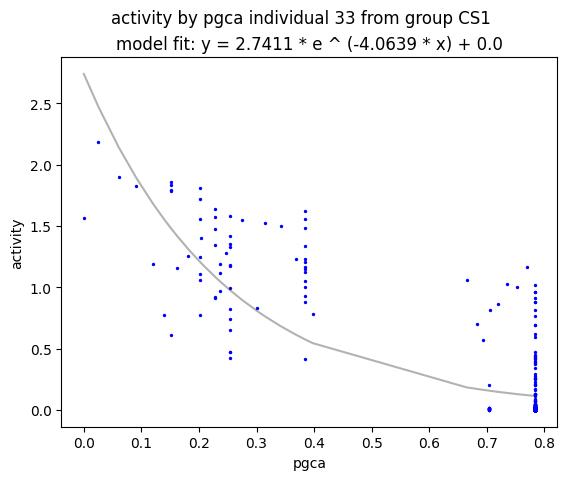 activity by pgca individual 33 from group CS1
model fit: y = 2.7411 * e ^ (-4.0639 * x) + 0.0
2.5
2.0
1.5
1.0
0.5
0.0
activity
0.0 0.1 0.2 0.3 0.4 0.5 0.6 0.7 0.8
pgca